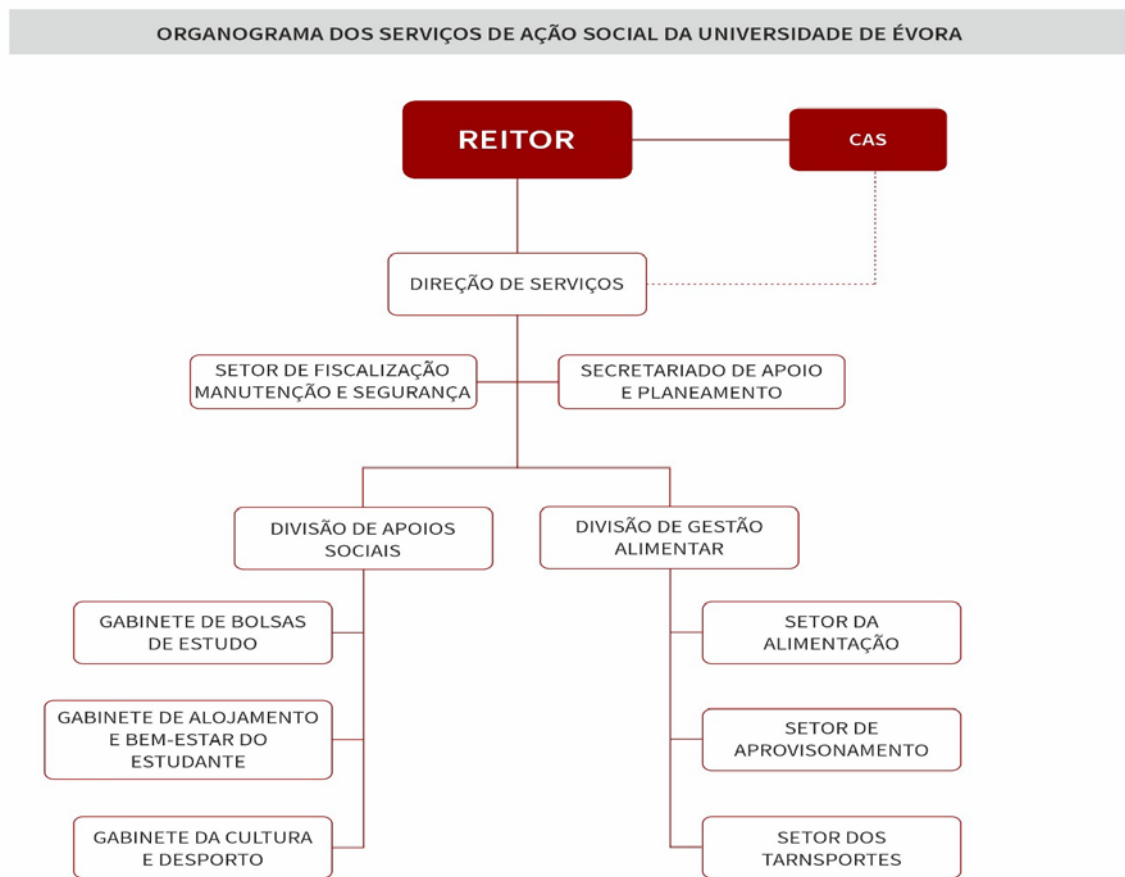 ORGANOGRAMA DOS SERVIÇOS DE AÇÃO SOCIAL DA UNIVERSIDADE DE ÉVORA
REITOR
CAS
DIREÇÃO DE SERVIÇOS
SETOR DE FISCALIZAÇÃO
MANUTENÇÃO E SEGURANÇA
SECRETARIADO DE APOIO
E PLANEAMENTO
DIVISÃO DE APOIOS
SOCIAIS
DIVISÃO DE GESTÃO
ALIMENTAR
GABINETE DE BOLSAS
DE ESTUDO
SETOR DA
ALIMENTAÇÃO
GABINETE DE ALOJAMENTO
E BEM-ESTAR DO
ESTUDANTE
SETOR DE
APROVISONAMENTO
GABINETE DA CULTURA
E DESPORTO
SETOR DOS
TARNSPORTES